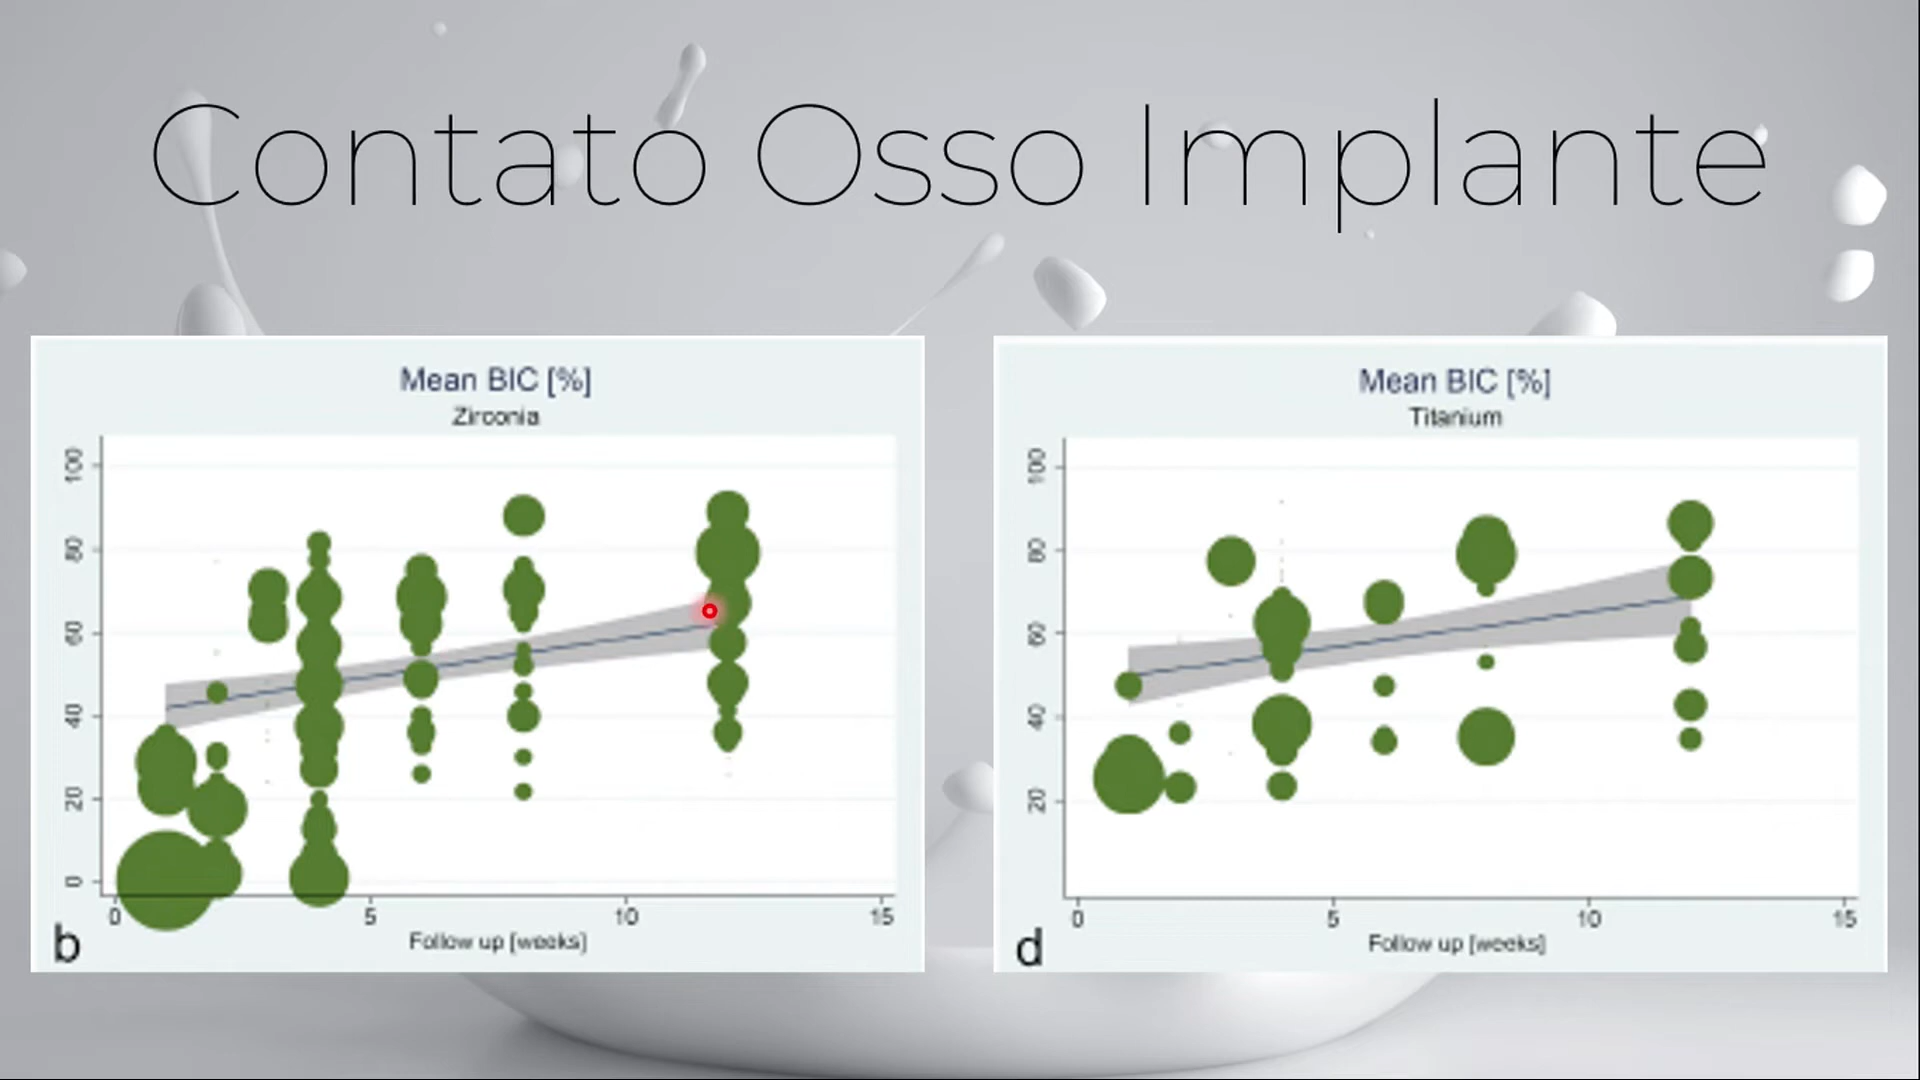 Contato Osso Implante
Mean BIC [%]
Zirconia
100
80
60
40
20
0
0 5 10 15
Follow up [weeks]
b
Mean BIC [%]
Titanium
100
80
60
40
20
0 5 10 15
Follow up [weeks]
d